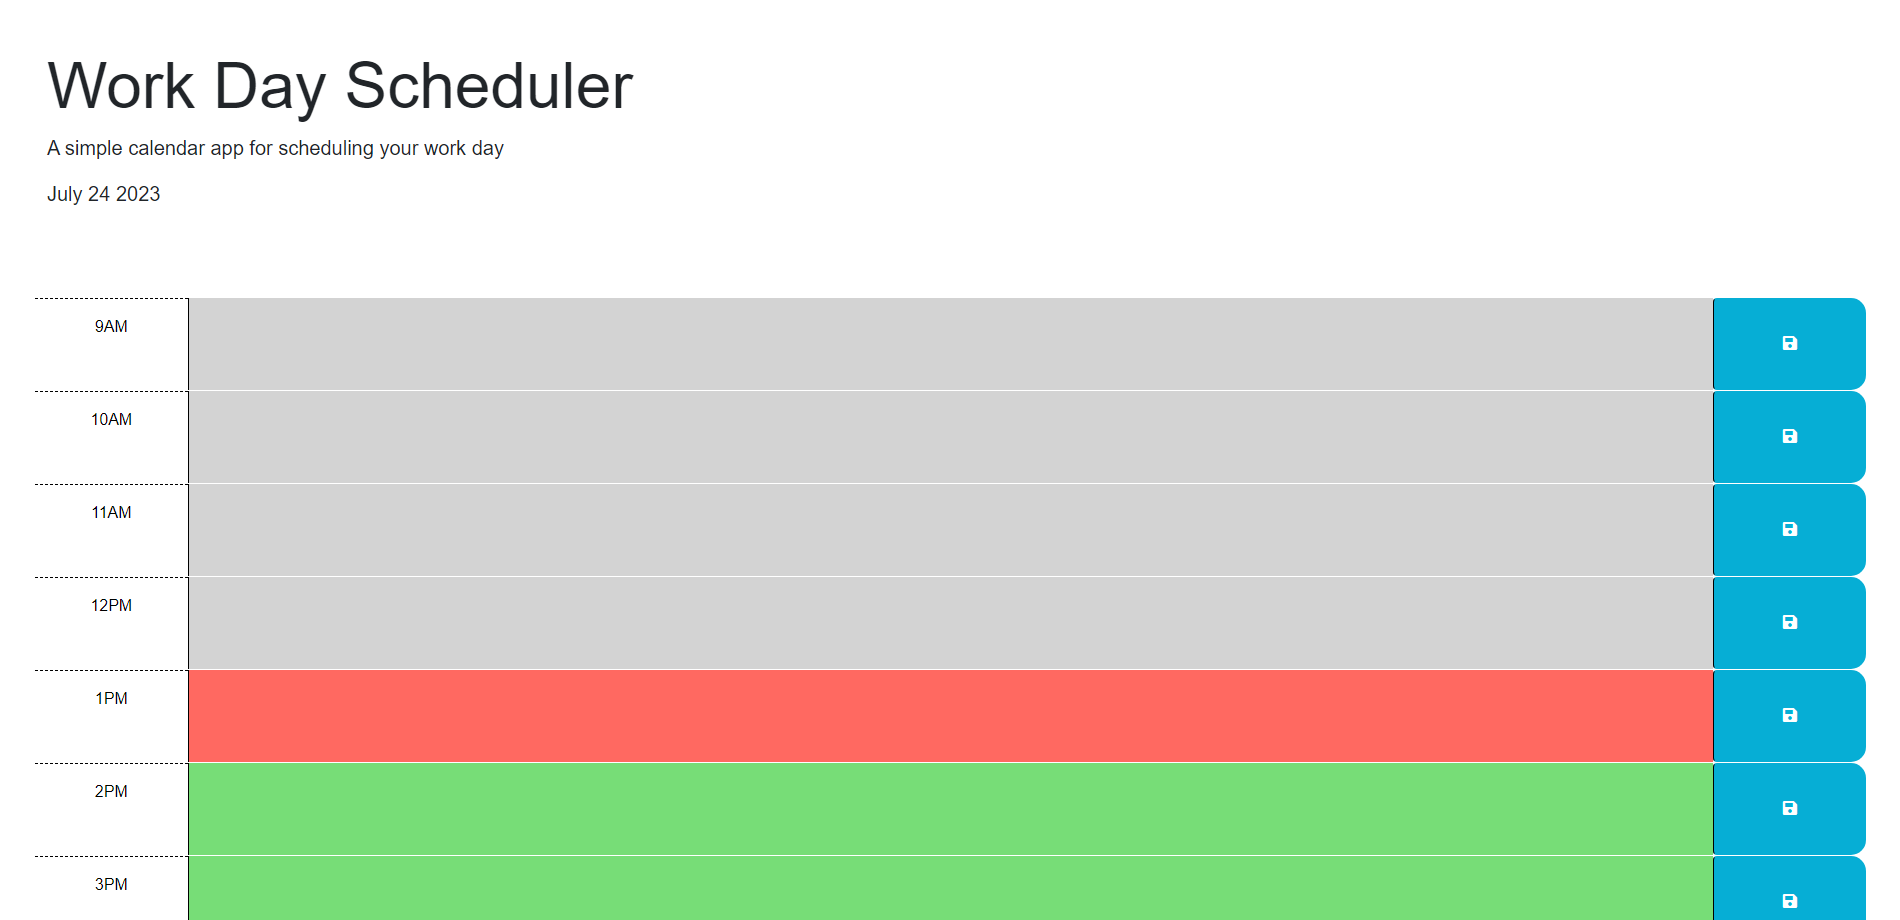 Work Day Scheduler
A simple calendar app for scheduling your work day
July 24 2023
9AM
10AM
11AM
12PM
1PM
2PM
3PM